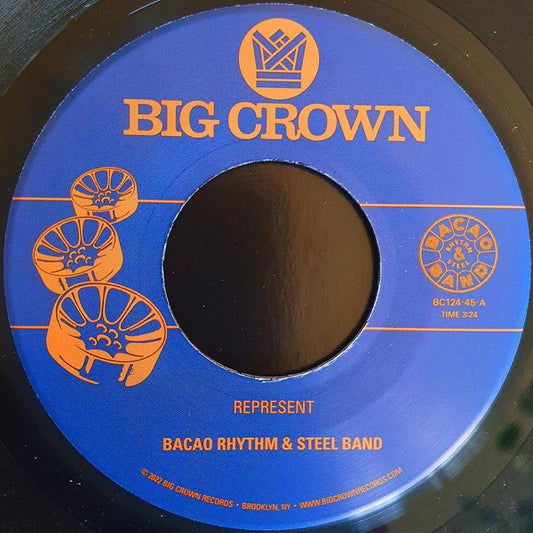 BIG CROWN
BACAO
RHYTHM
&
STEEL
BAND
BC124-45-A
TIME 3:24
REPRESENT
BACAO RHYTHM & STEEL BAND
©2022 BIG CROWN RECORDS • BROOKLYN, NY • WWW.BIGCROWNRECORDS.COM